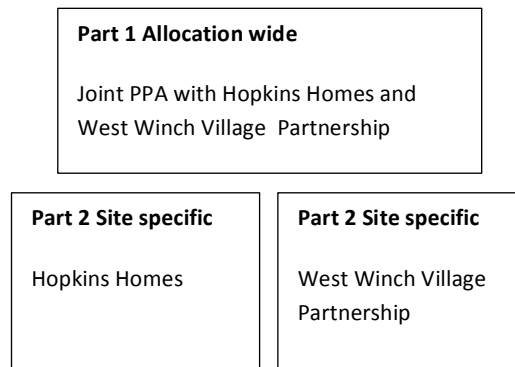 Part 1 Allocation wide
Joint PPA with Hopkins Homes and
West Winch Village Partnership
Part 2 Site specific
Hopkins Homes
Part 2 Site specific
West Winch Village
Partnership